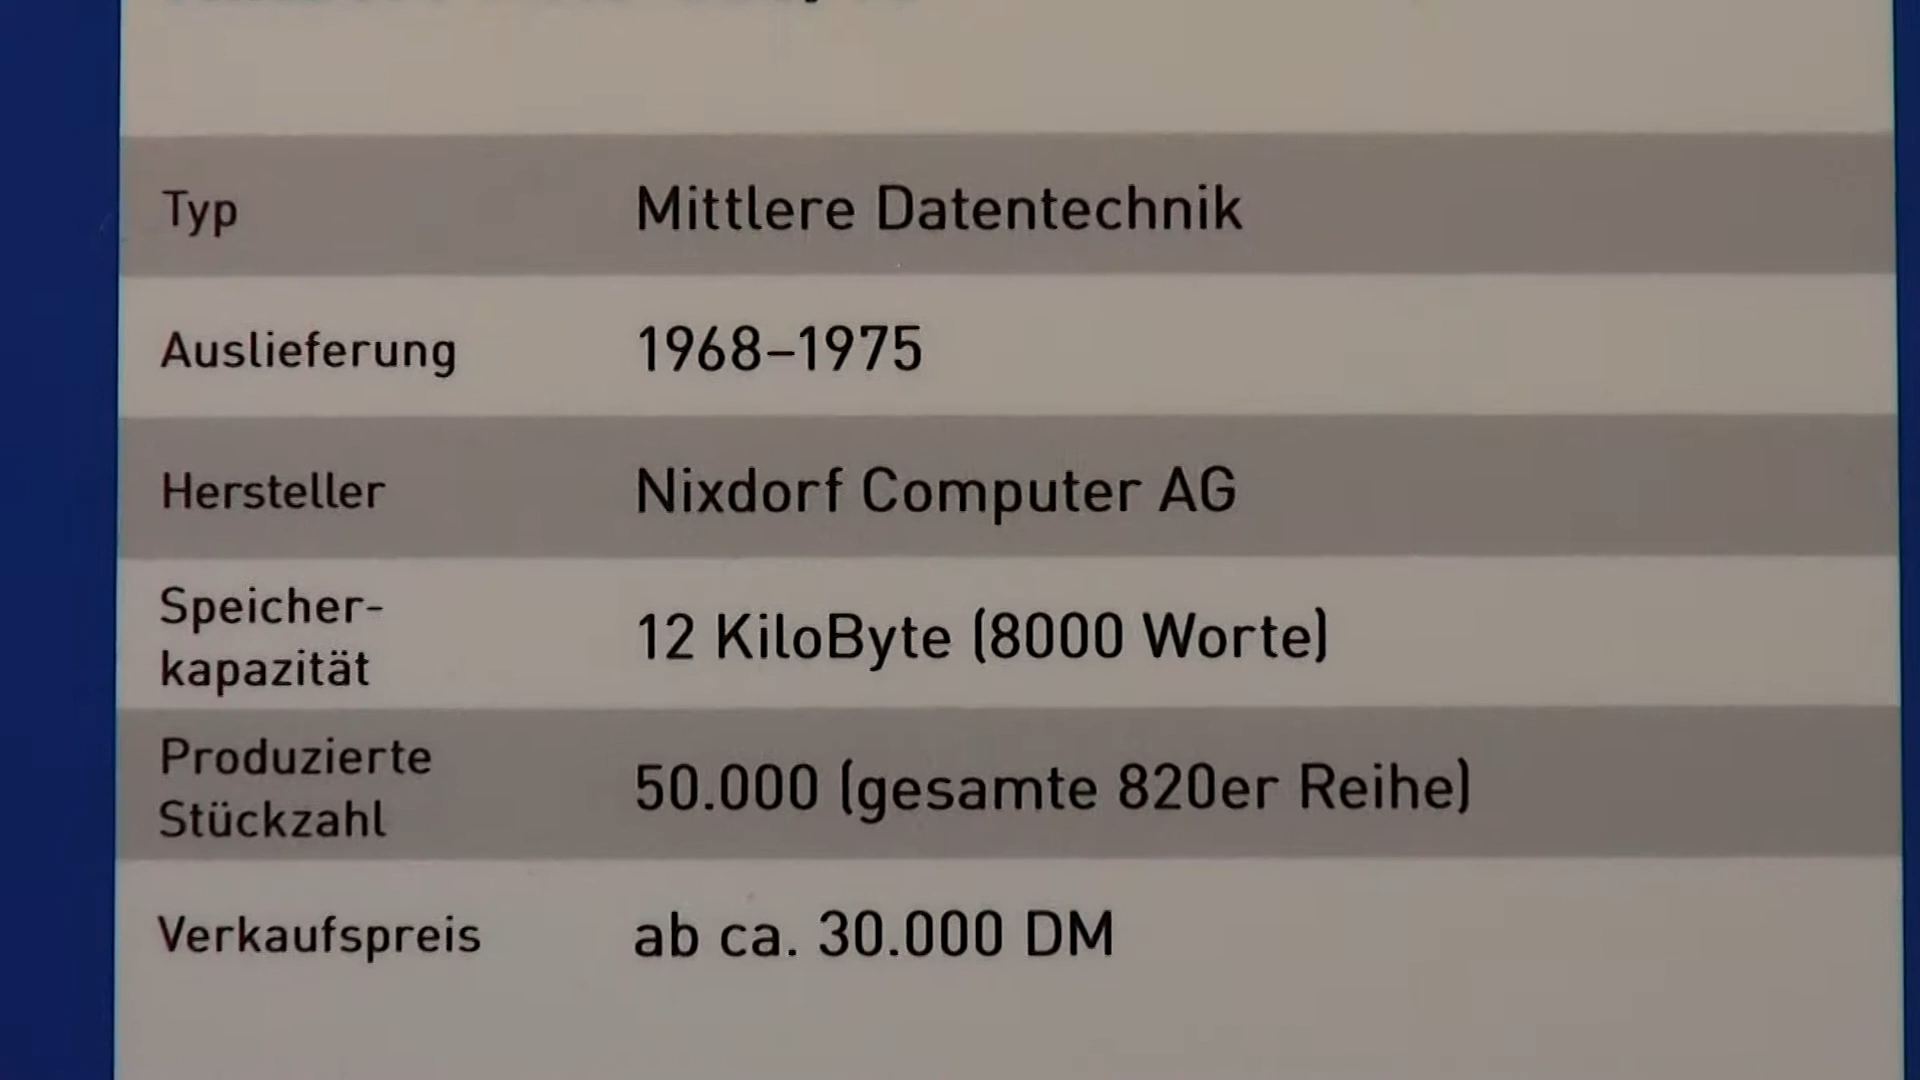 Typ Mittlere Datentechnik
Auslieferung 1968–1975
Hersteller Nixdorf Computer AG
Speicher-
kapazität 12 KiloByte (8000 Worte)
Produzierte
Stückzahl 50.000 (gesamte 820er Reihe)
Verkaufspreis ab ca. 30.000 DM